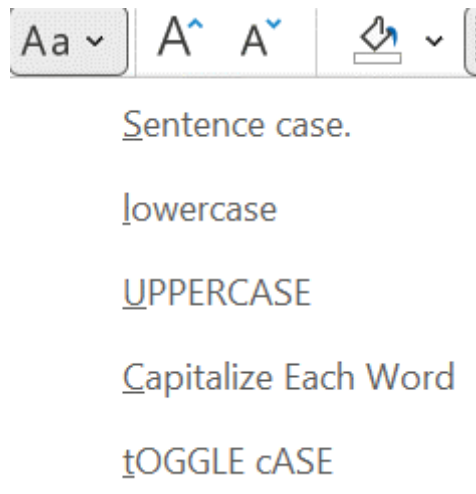 Aa A A
Sentence case.
lowercase
UPPERCASE
Capitalize Each Word
tOGGLE cASE